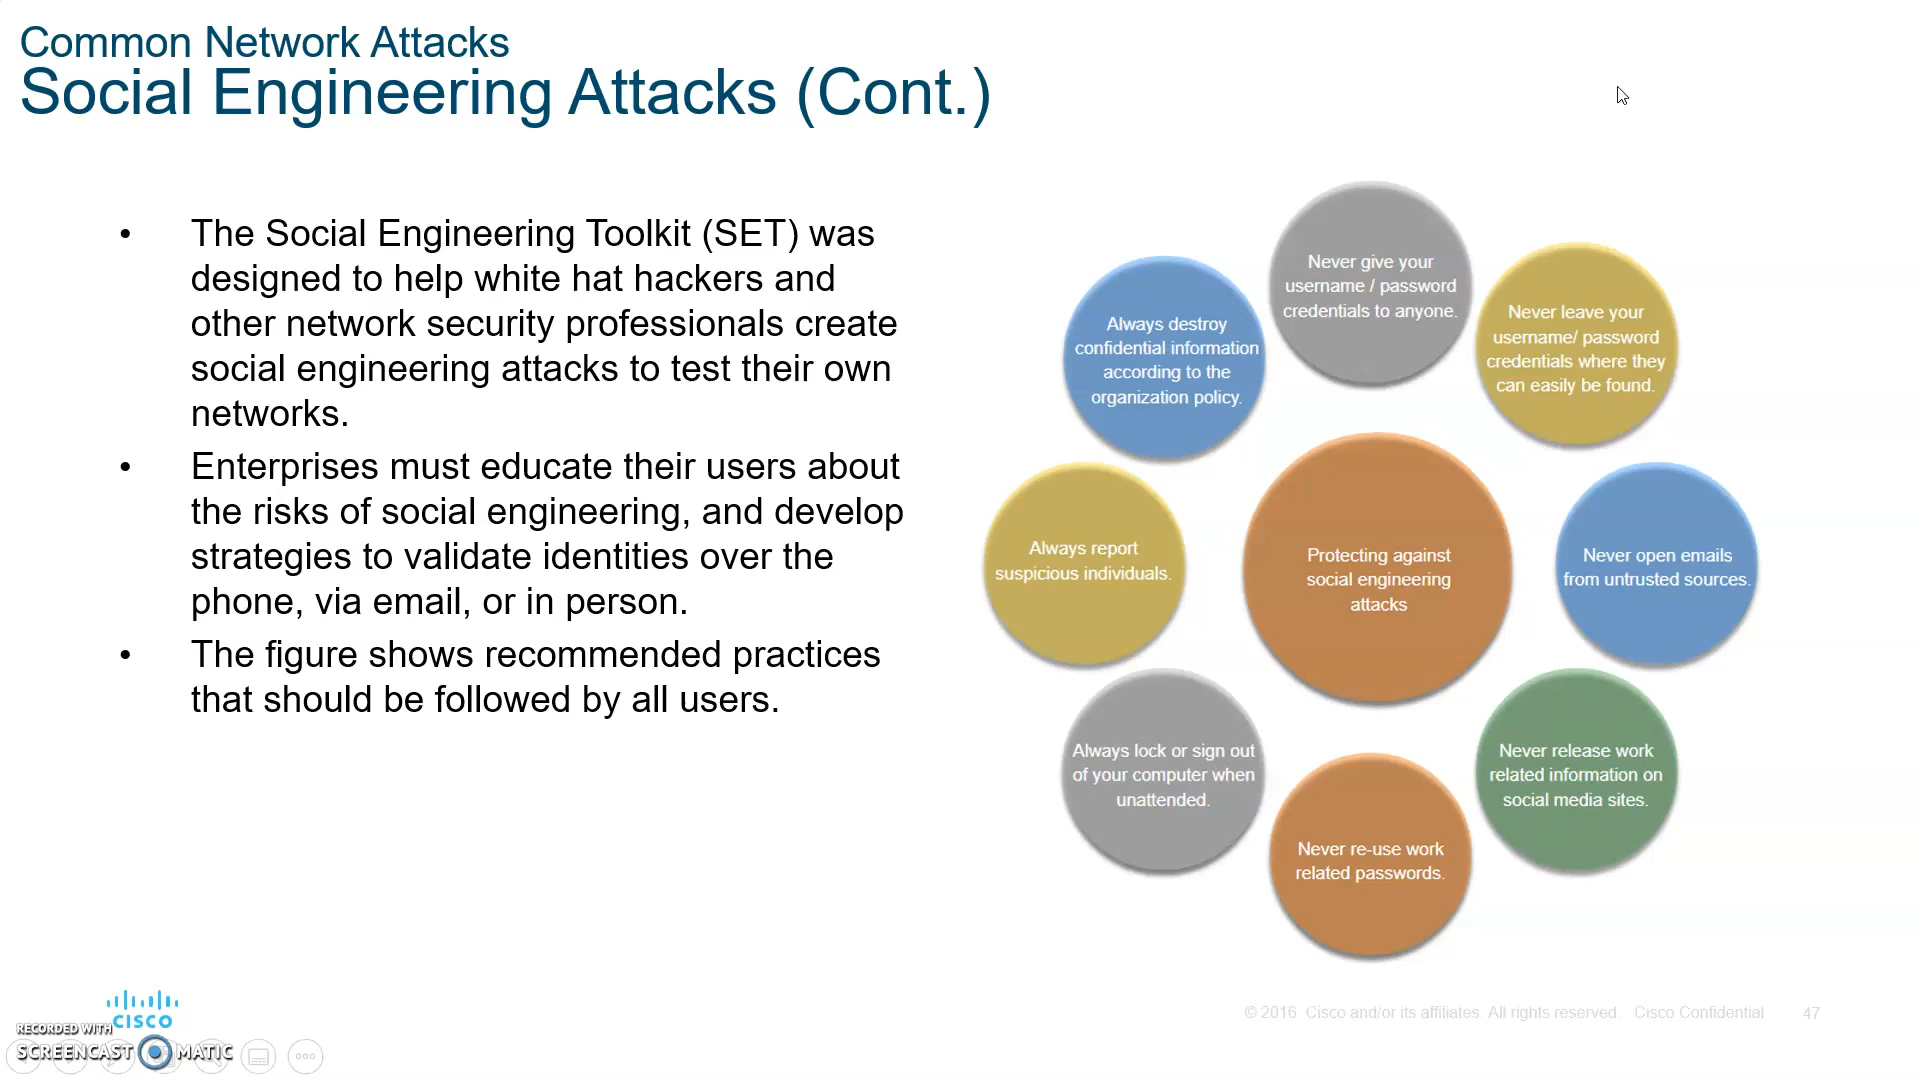 Common Network Attacks
Social Engineering Attacks (Cont.)
• The Social Engineering Toolkit (SET) was
designed to help white hat hackers and
other network security professionals create
social engineering attacks to test their own
networks.
• Enterprises must educate their users about
the risks of social engineering, and develop
strategies to validate identities over the
phone, via email, or in person.
• The figure shows recommended practices
that should be followed by all users.
Never give your
username / password
credentials to anyone.
Never leave your
username/ password
credentials where they
can easily be found.
Never open emails
from untrusted sources.
Never release work
related information on
social media sites.
Never re-use work
related passwords.
Always lock or sign out
of your computer when
unattended.
Always report
suspicious individuals.
Always destroy
confidential information
according to the
organization policy.
Protecting against
social engineering
attacks
CISCO
RECORDED WITH
SCREENCAST MATIC
© 2016 Cisco and/or its affiliates. All rights reserved. Cisco Confidential
47